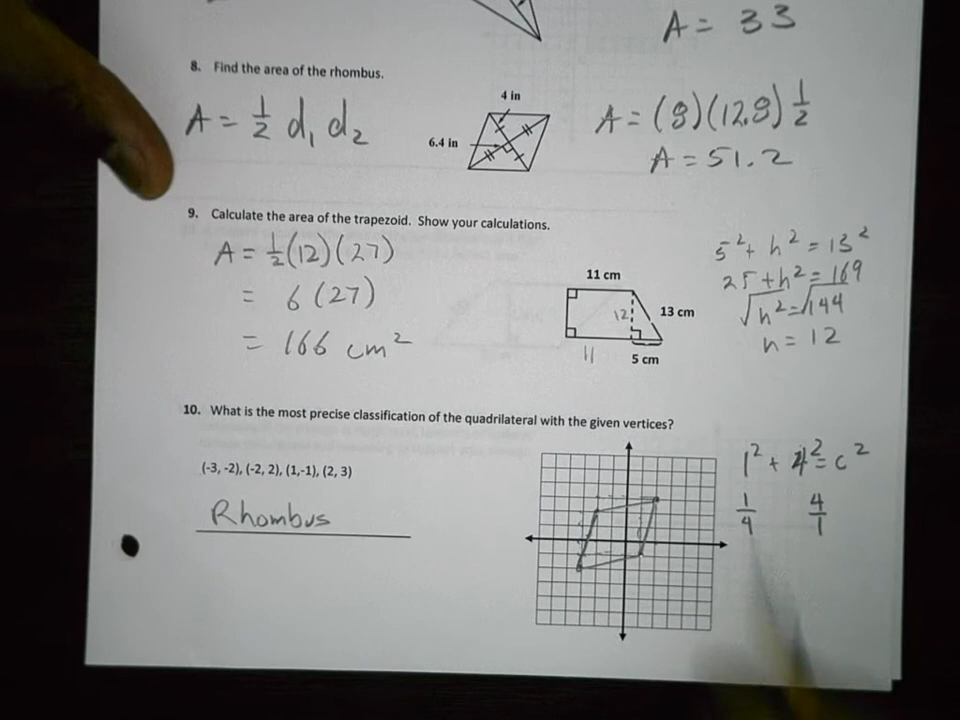 A = 33
8. Find the area of the rhombus.
A = 1/2 d₁ d₂
4 in
6.4 in
A = (8)(12.8) 1/2
A = 51.2
9. Calculate the area of the trapezoid. Show your calculations.
A = 1/2(12)(27)
= 6(27)
= 166 cm²
11 cm
12
13 cm
11
5 cm
5² + h² = 13²
25 + h² = 169
√h² = √144
h = 12
10. What is the most precise classification of the quadrilateral with the given vertices?
(-3, -2), (-2, 2), (1,-1), (2, 3)
Rhombus
1² + 4² = c²
1/4 4/1